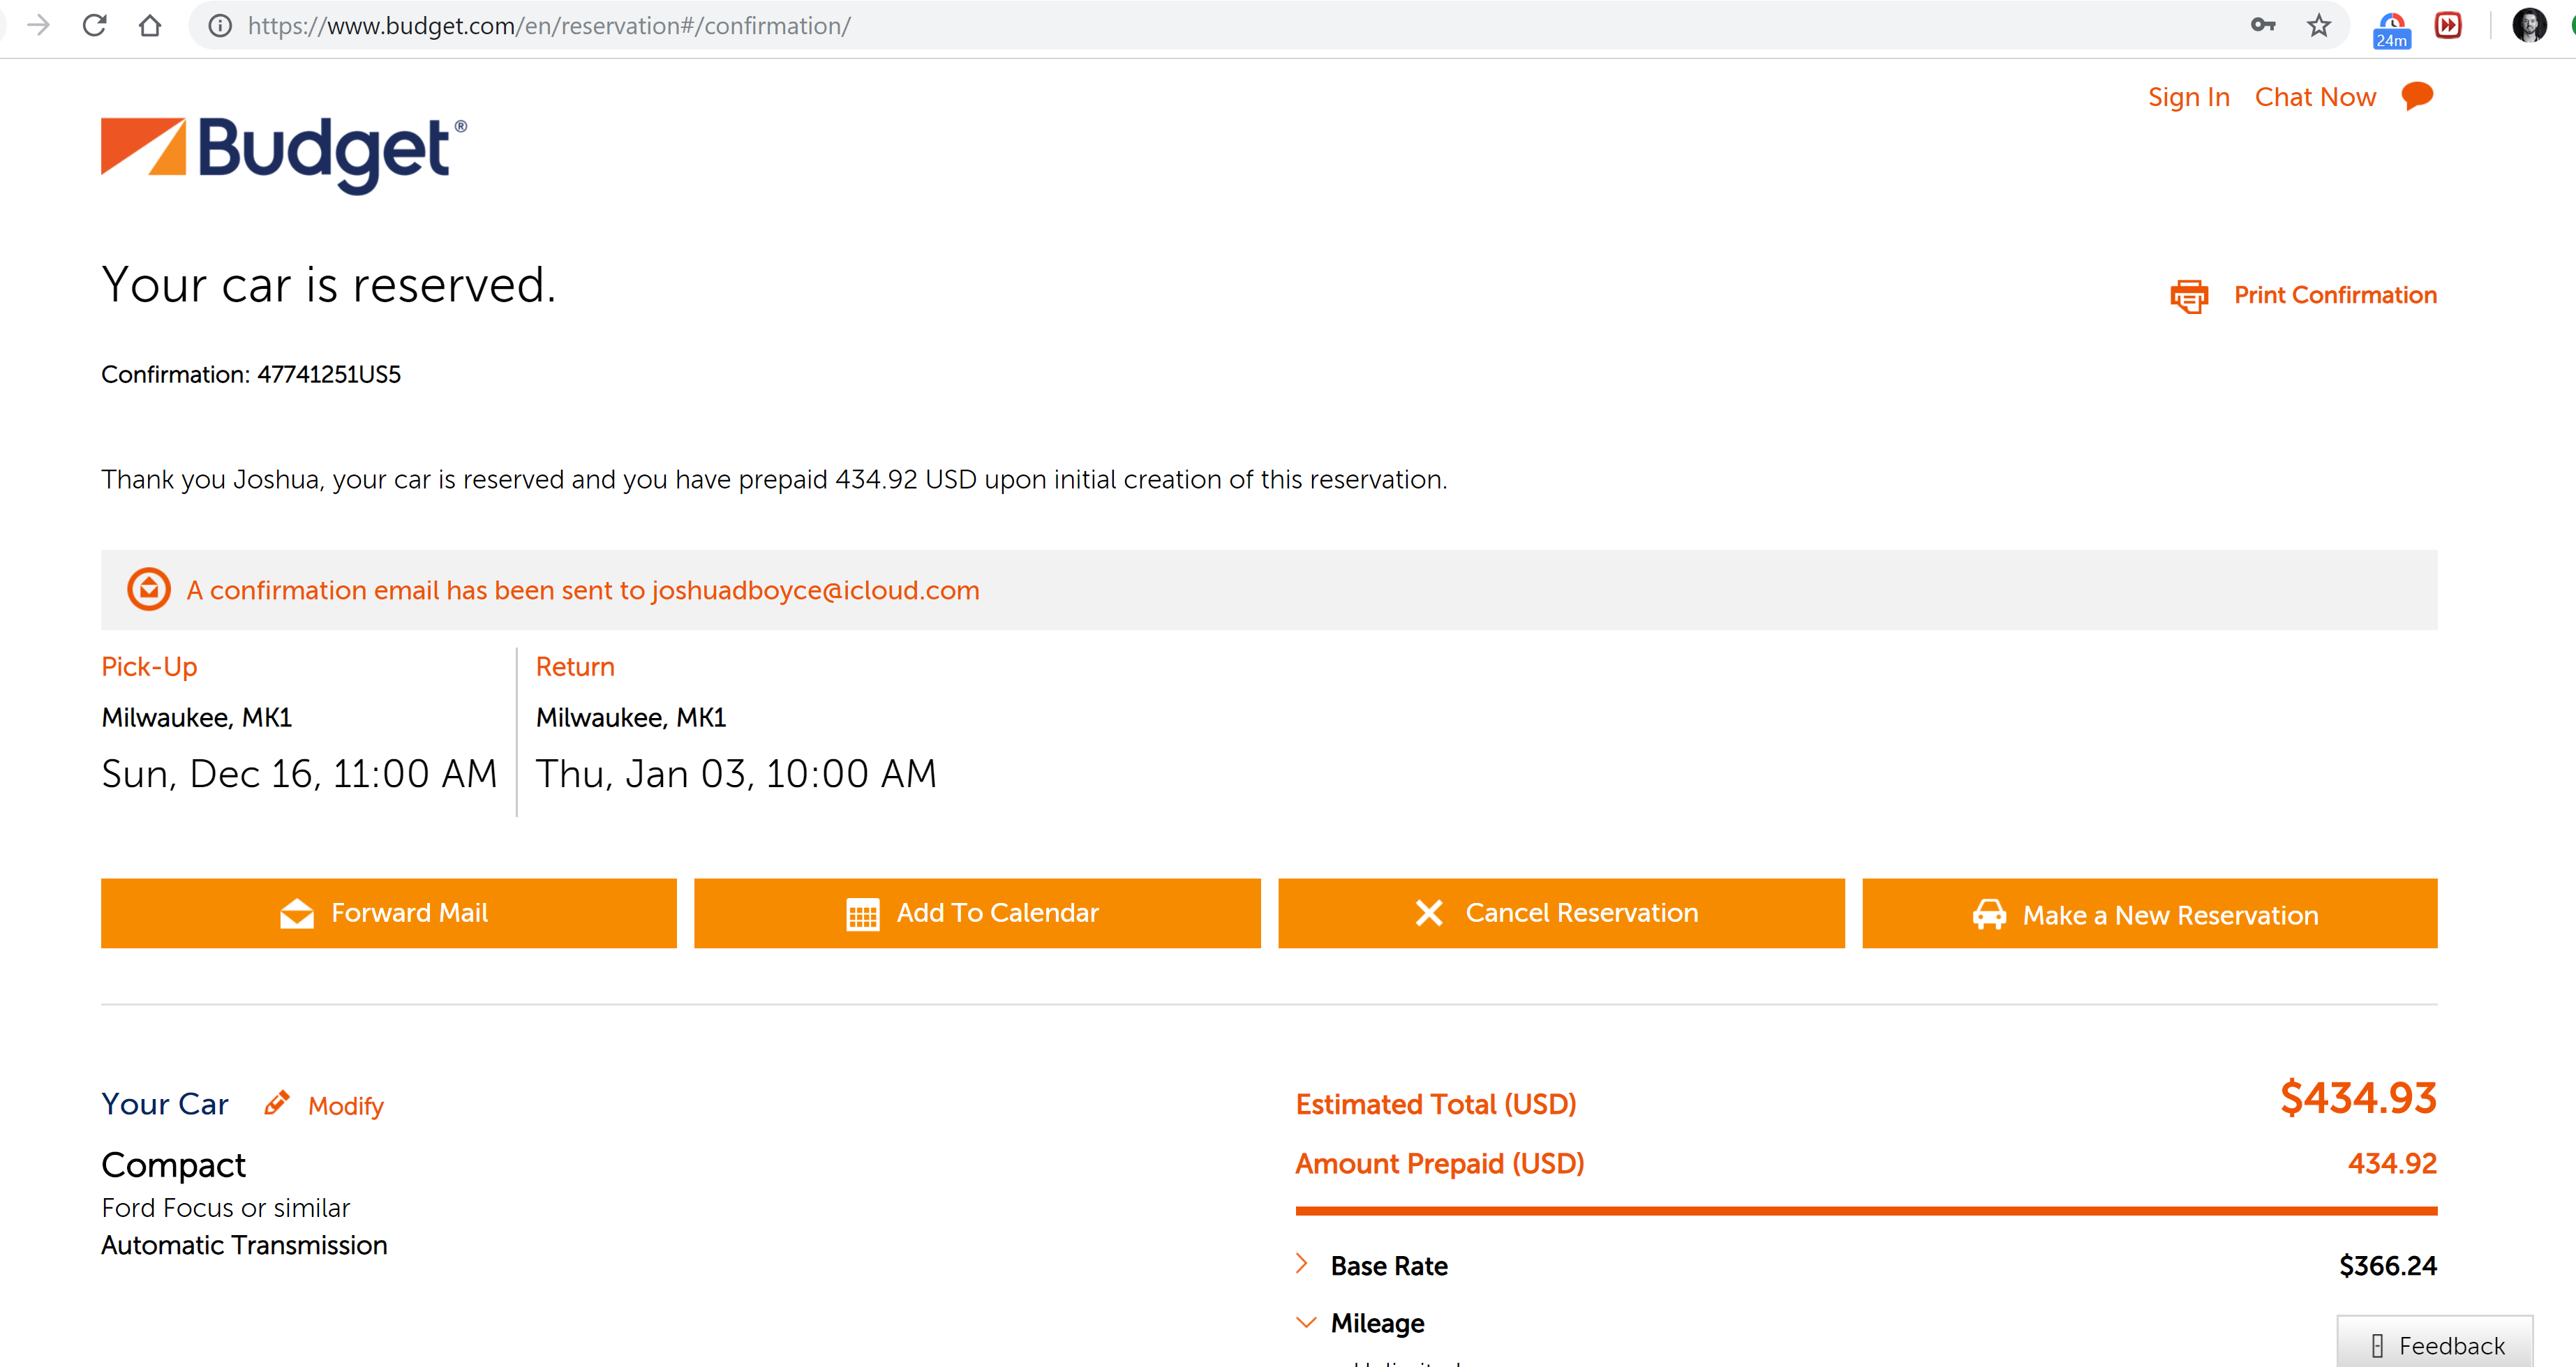 https://www.budget.com/en/reservation#/confirmation/
24m
Sign In Chat Now
Budget®
Your car is reserved.
Print Confirmation
Confirmation: 47741251US5
Thank you Joshua, your car is reserved and you have prepaid 434.92 USD upon initial creation of this reservation.
A confirmation email has been sent to joshuadboyce@icloud.com
Pick-Up Return
Milwaukee, MK1 Milwaukee, MK1
Sun, Dec 16, 11:00 AM Thu, Jan 03, 10:00 AM
Forward Mail Add To Calendar Cancel Reservation Make a New Reservation
Your Car Modify
Compact
Ford Focus or similar
Automatic Transmission
Estimated Total (USD) $434.93
Amount Prepaid (USD) 434.92
Base Rate $366.24
Mileage
Feedback